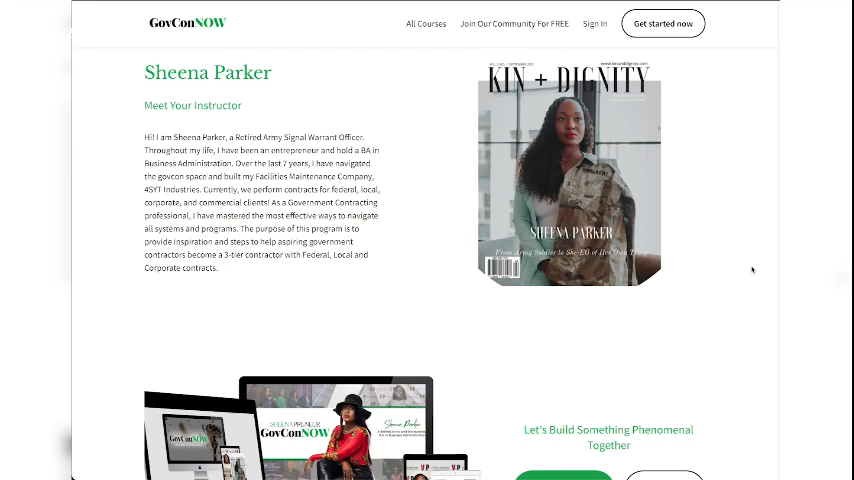 GovConNOW
All Courses
Join Our Community For FREE
Sign In
Get started now
Sheena Parker
Meet Your Instructor
Hi! I am Sheena Parker, a Retired Army Signal Warrant Officer.
Throughout my life, I have been an entrepreneur and hold a BA in
Business Administration. Over the last 7 years, I have navigated
the govcon space and built my Facilities Maintenance Company,
4SYT Industries. Currently, we perform contracts for federal, local,
corporate, and commercial clients! As a Government Contracting
professional, I have mastered the most effective ways to navigate
all systems and programs. The purpose of this program is to
provide inspiration and steps to help aspiring government
contractors become a 3-tier contractor with Federal, Local and
Corporate contracts.
KIN + DIGNITY
SHEENA PARKER
From Army Soldier to She-EO of Her Own Troop
SHEENAPRENEUR
GovConNOW
Sheena Parker
GovConNOW
Let's Build Something Phenomenal
Together